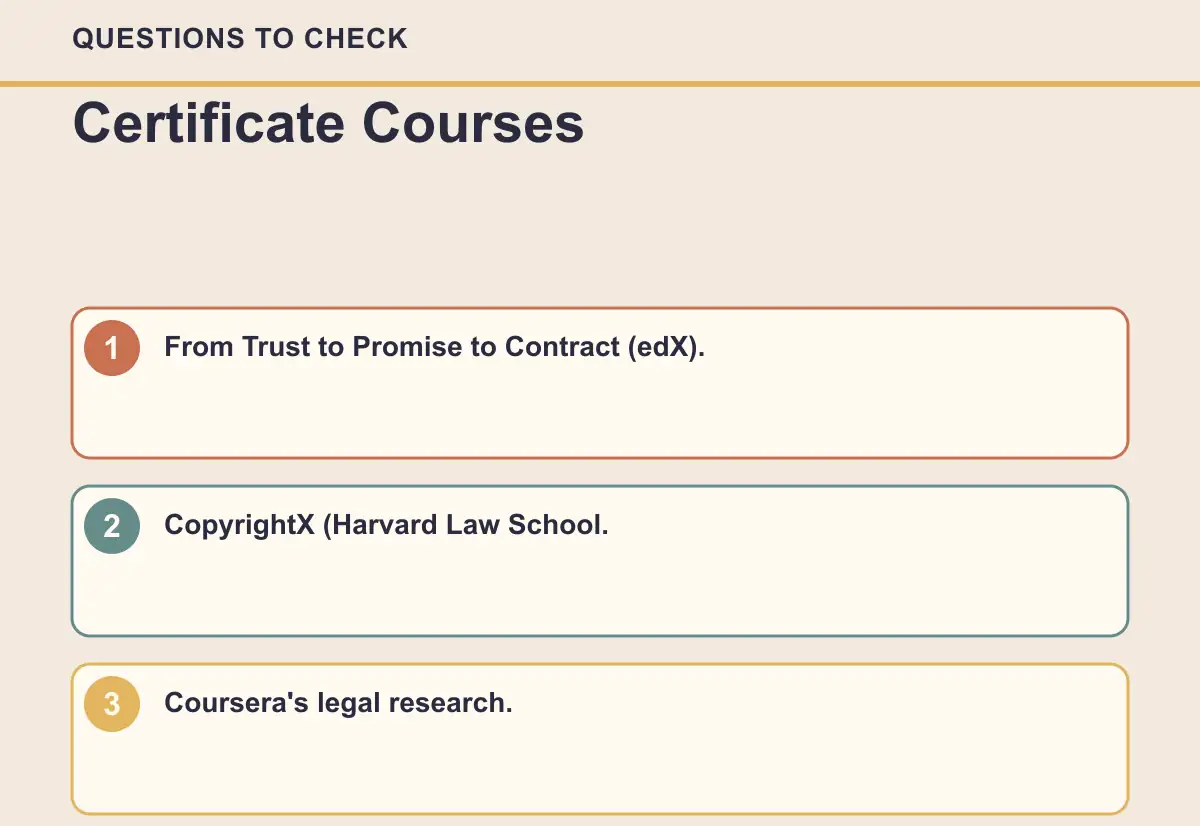 QUESTIONS TO CHECK
Certificate Courses
1
From Trust to Promise to Contract (edX).
2
CopyrightX (Harvard Law School.
3
Coursera's legal research.